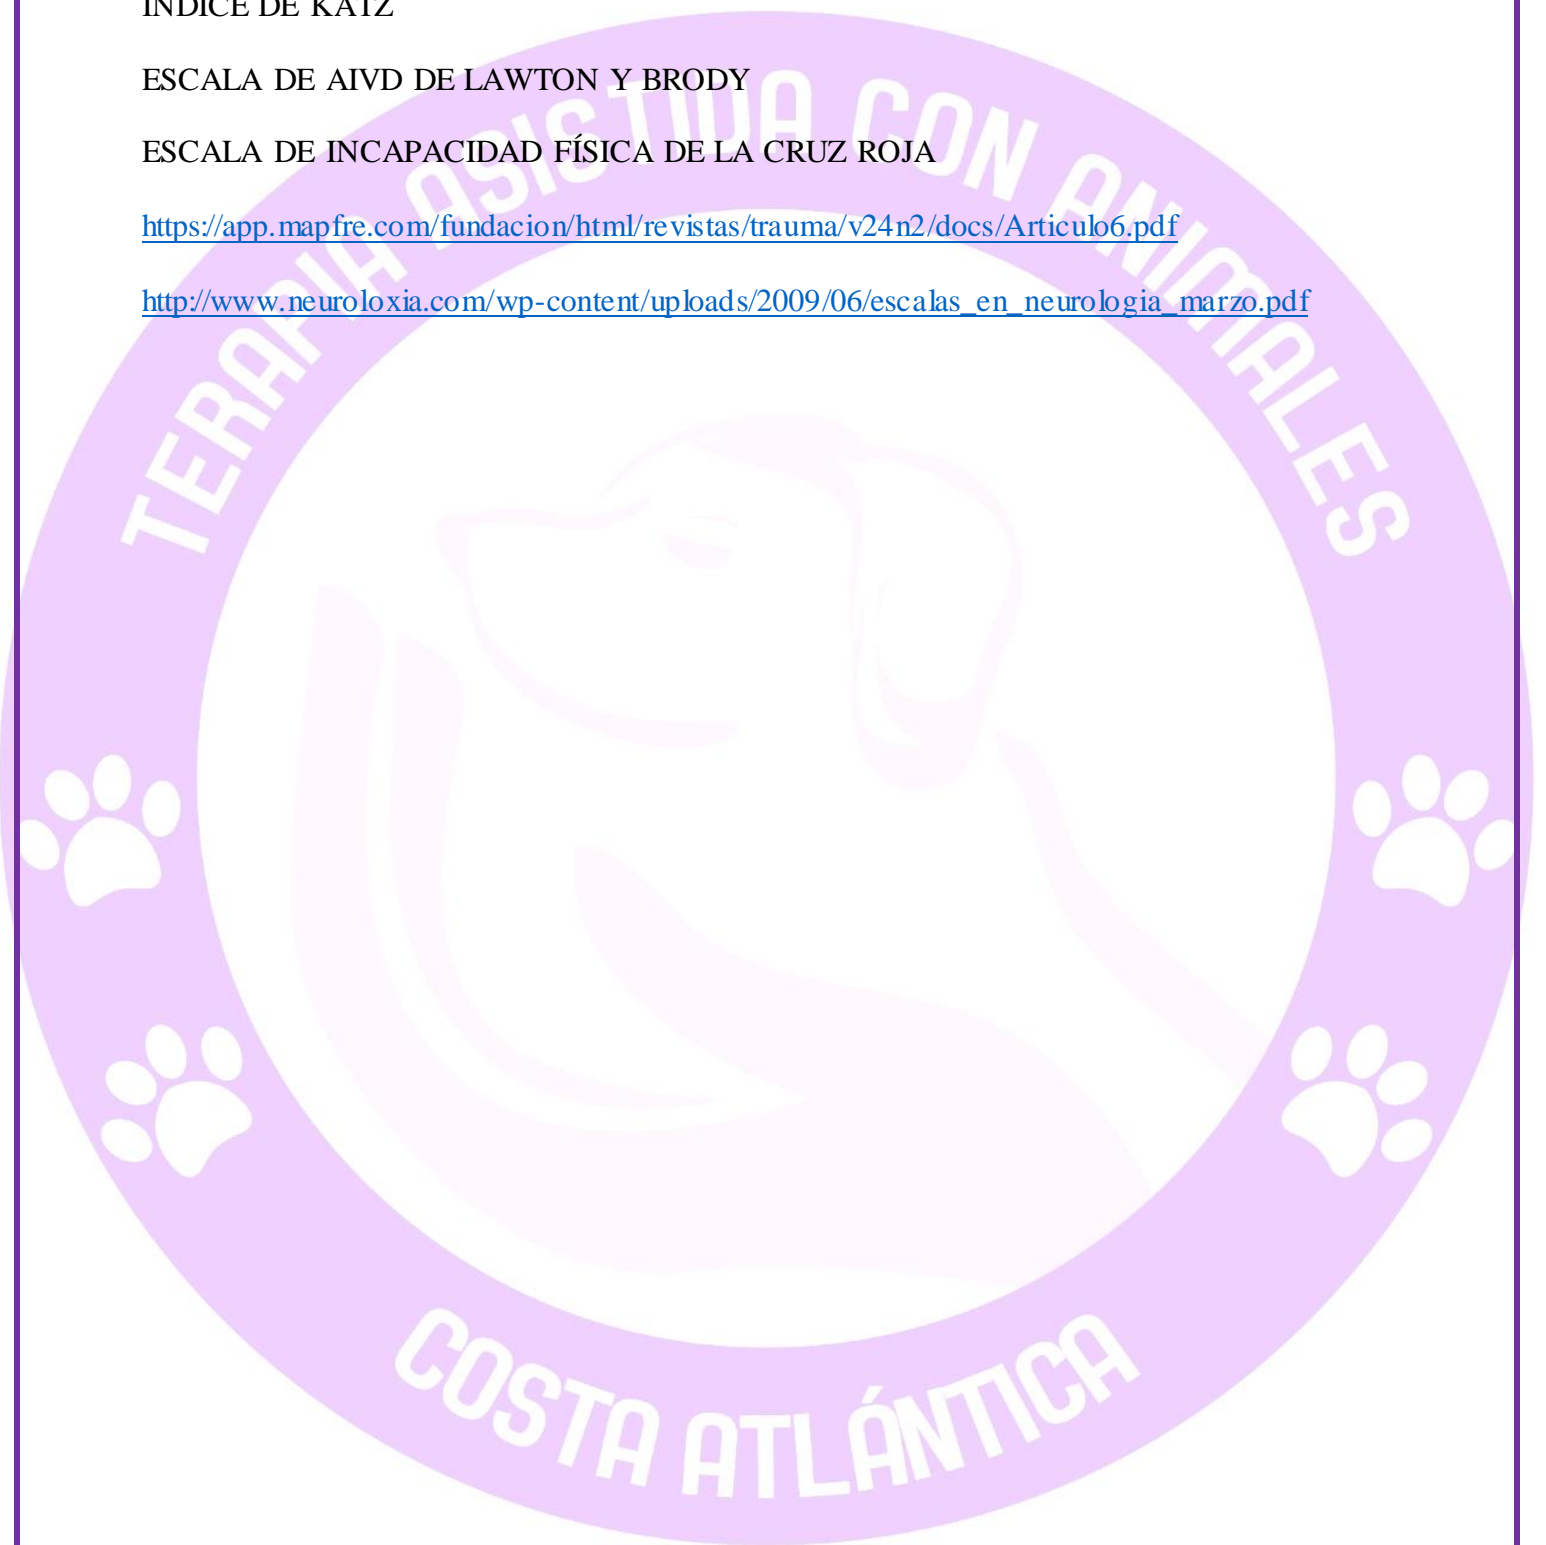 INDICE DE KATZ
ESCALA DE AIVD DE LAWTON Y BRODY
ESCALA DE INCAPACIDAD FÍSICA DE LA CRUZ ROJA
https://app.mapfre.com/fundacion/html/revistas/trauma/v24n2/docs/Articulo6.pdf
http://www.neuroloxia.com/wp-content/uploads/2009/06/escalas_en_neurologia_marzo.pdf
TERAPIA ASISTIDA CON ANIMALES
COSTA ATLÁNTICA